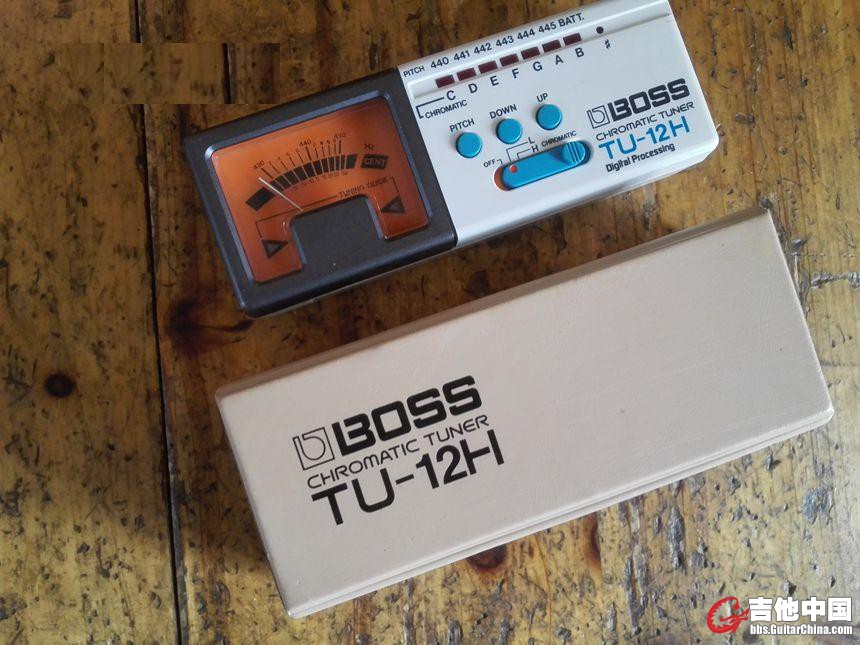 PITCH 440 441 442 443 444 445 BATT.
C D E F G A B #
CHROMATIC
PITCH DOWN UP
OFF H CHROMATIC
BOSS
CHROMATIC TUNER
TU-12H
Digital Processing
430 440 450
Hz
CENT
TUNING GUIDE
BOSS
CHROMATIC TUNER
TU-12H
吉他中国
bbs.GuitarChina.com